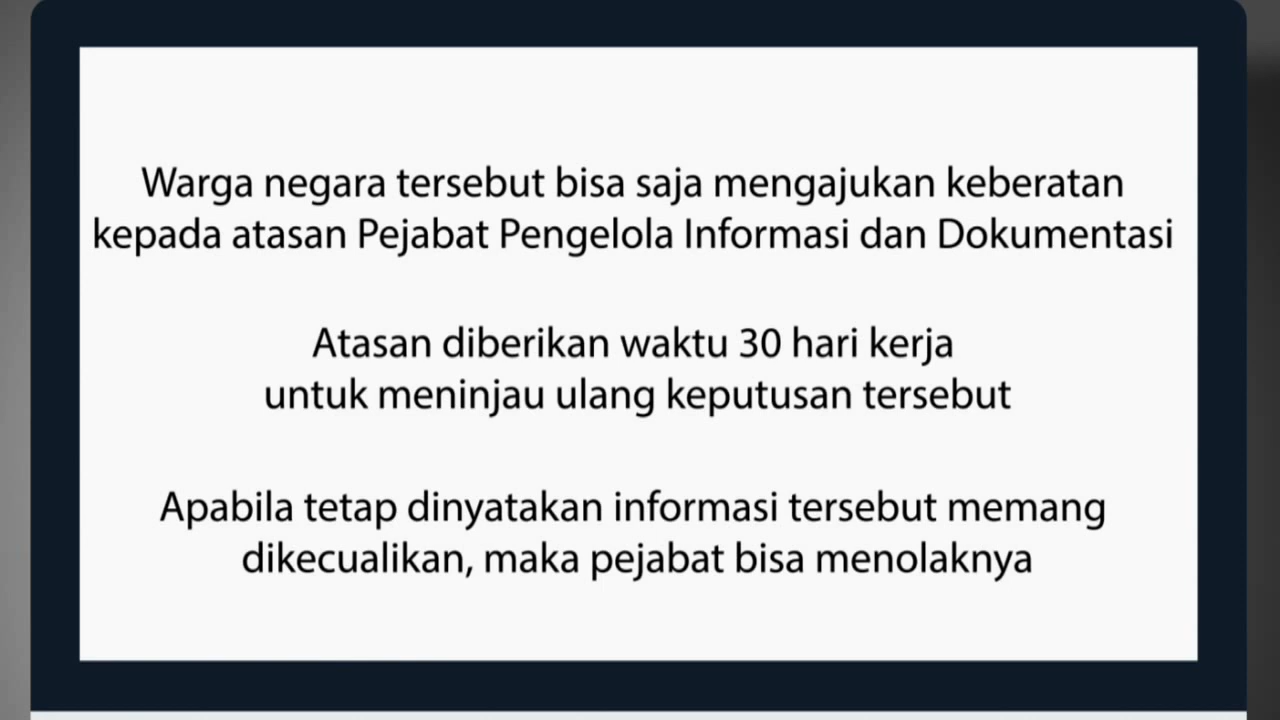 Warga negara tersebut bisa saja mengajukan keberatan
kepada atasan Pejabat Pengelola Informasi dan Dokumentasi
Atasan diberikan waktu 30 hari kerja
untuk meninjau ulang keputusan tersebut
Apabila tetap dinyatakan informasi tersebut memang
dikecualikan, maka pejabat bisa menolaknya